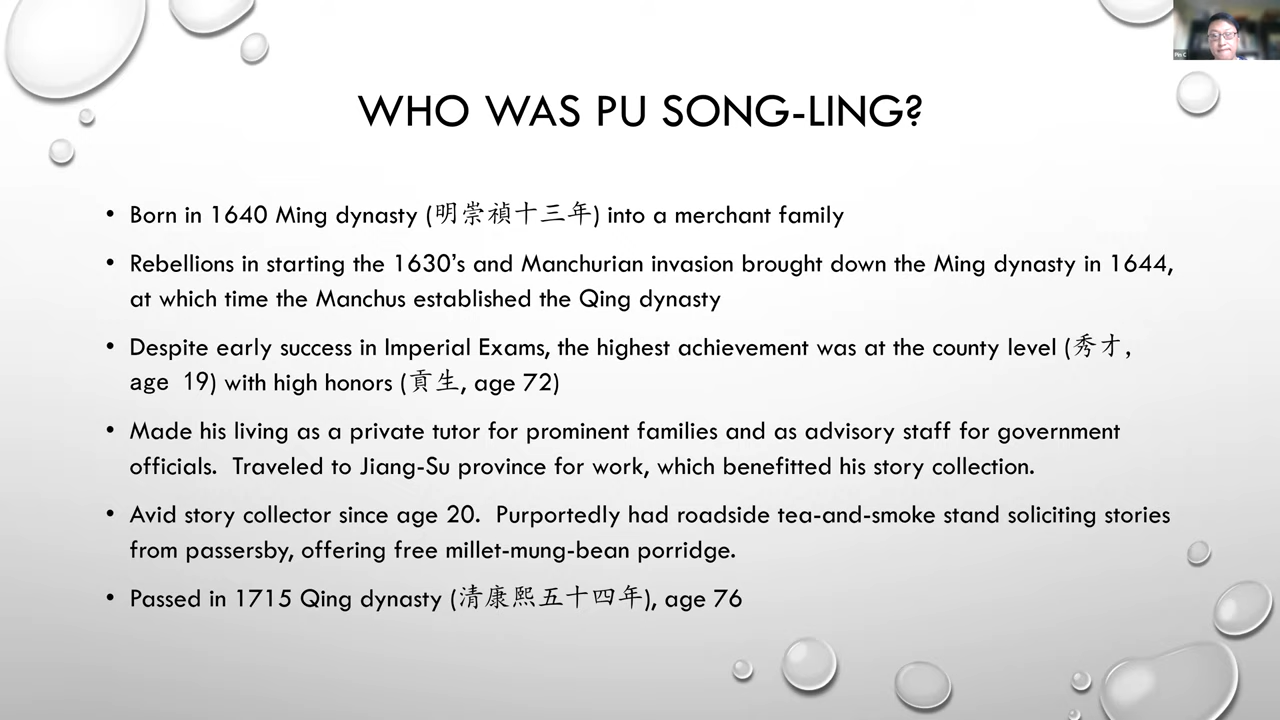 WHO WAS PU SONG-LING?
• Born in 1640 Ming dynasty (明崇禎十三年) into a merchant family
• Rebellions in starting the 1630’s and Manchurian invasion brought down the Ming dynasty in 1644,
at which time the Manchus established the Qing dynasty
• Despite early success in Imperial Exams, the highest achievement was at the county level (秀才,
age 19) with high honors (貢生, age 72)
• Made his living as a private tutor for prominent families and as advisory staff for government
officials. Traveled to Jiang-Su province for work, which benefitted his story collection.
• Avid story collector since age 20. Purportedly had roadside tea-and-smoke stand soliciting stories
from passersby, offering free millet-mung-bean porridge.
• Passed in 1715 Qing dynasty (清康熙五十四年), age 76